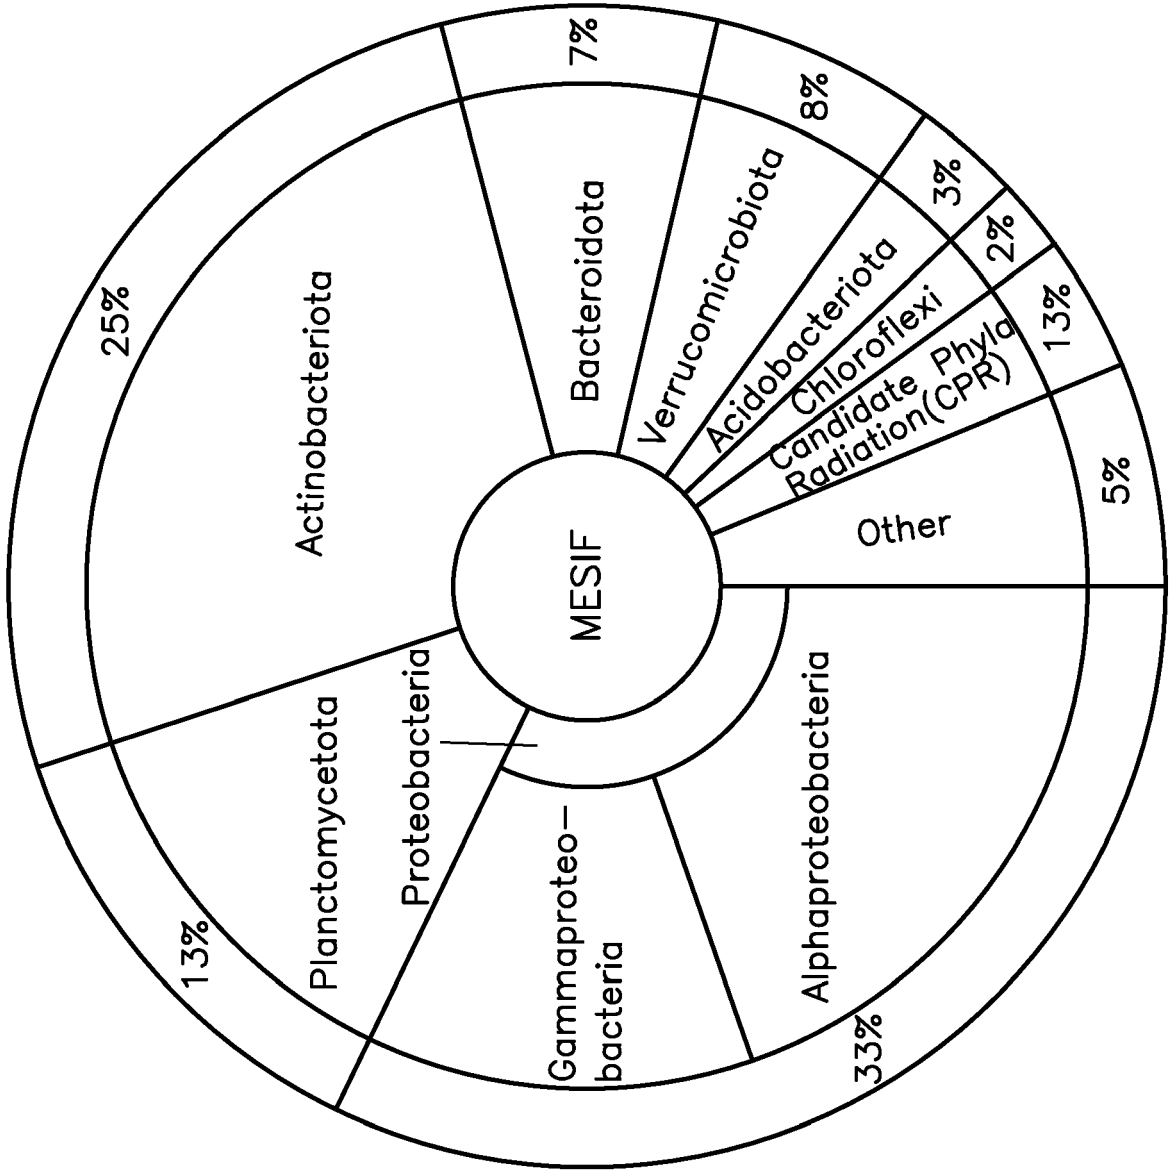 MESIF
Actinobacteriota
25%
Bacteroidota
7%
Verrucomicrobiota
8%
Acidobacteriota
3%
Chloroflexi
2%
Candidate Phyla
Radiation(CPR)
13%
Other
5%
Alphaproteobacteria
33%
Gammaproteo-
bacteria
Proteobacteria
Planctomycetota
13%